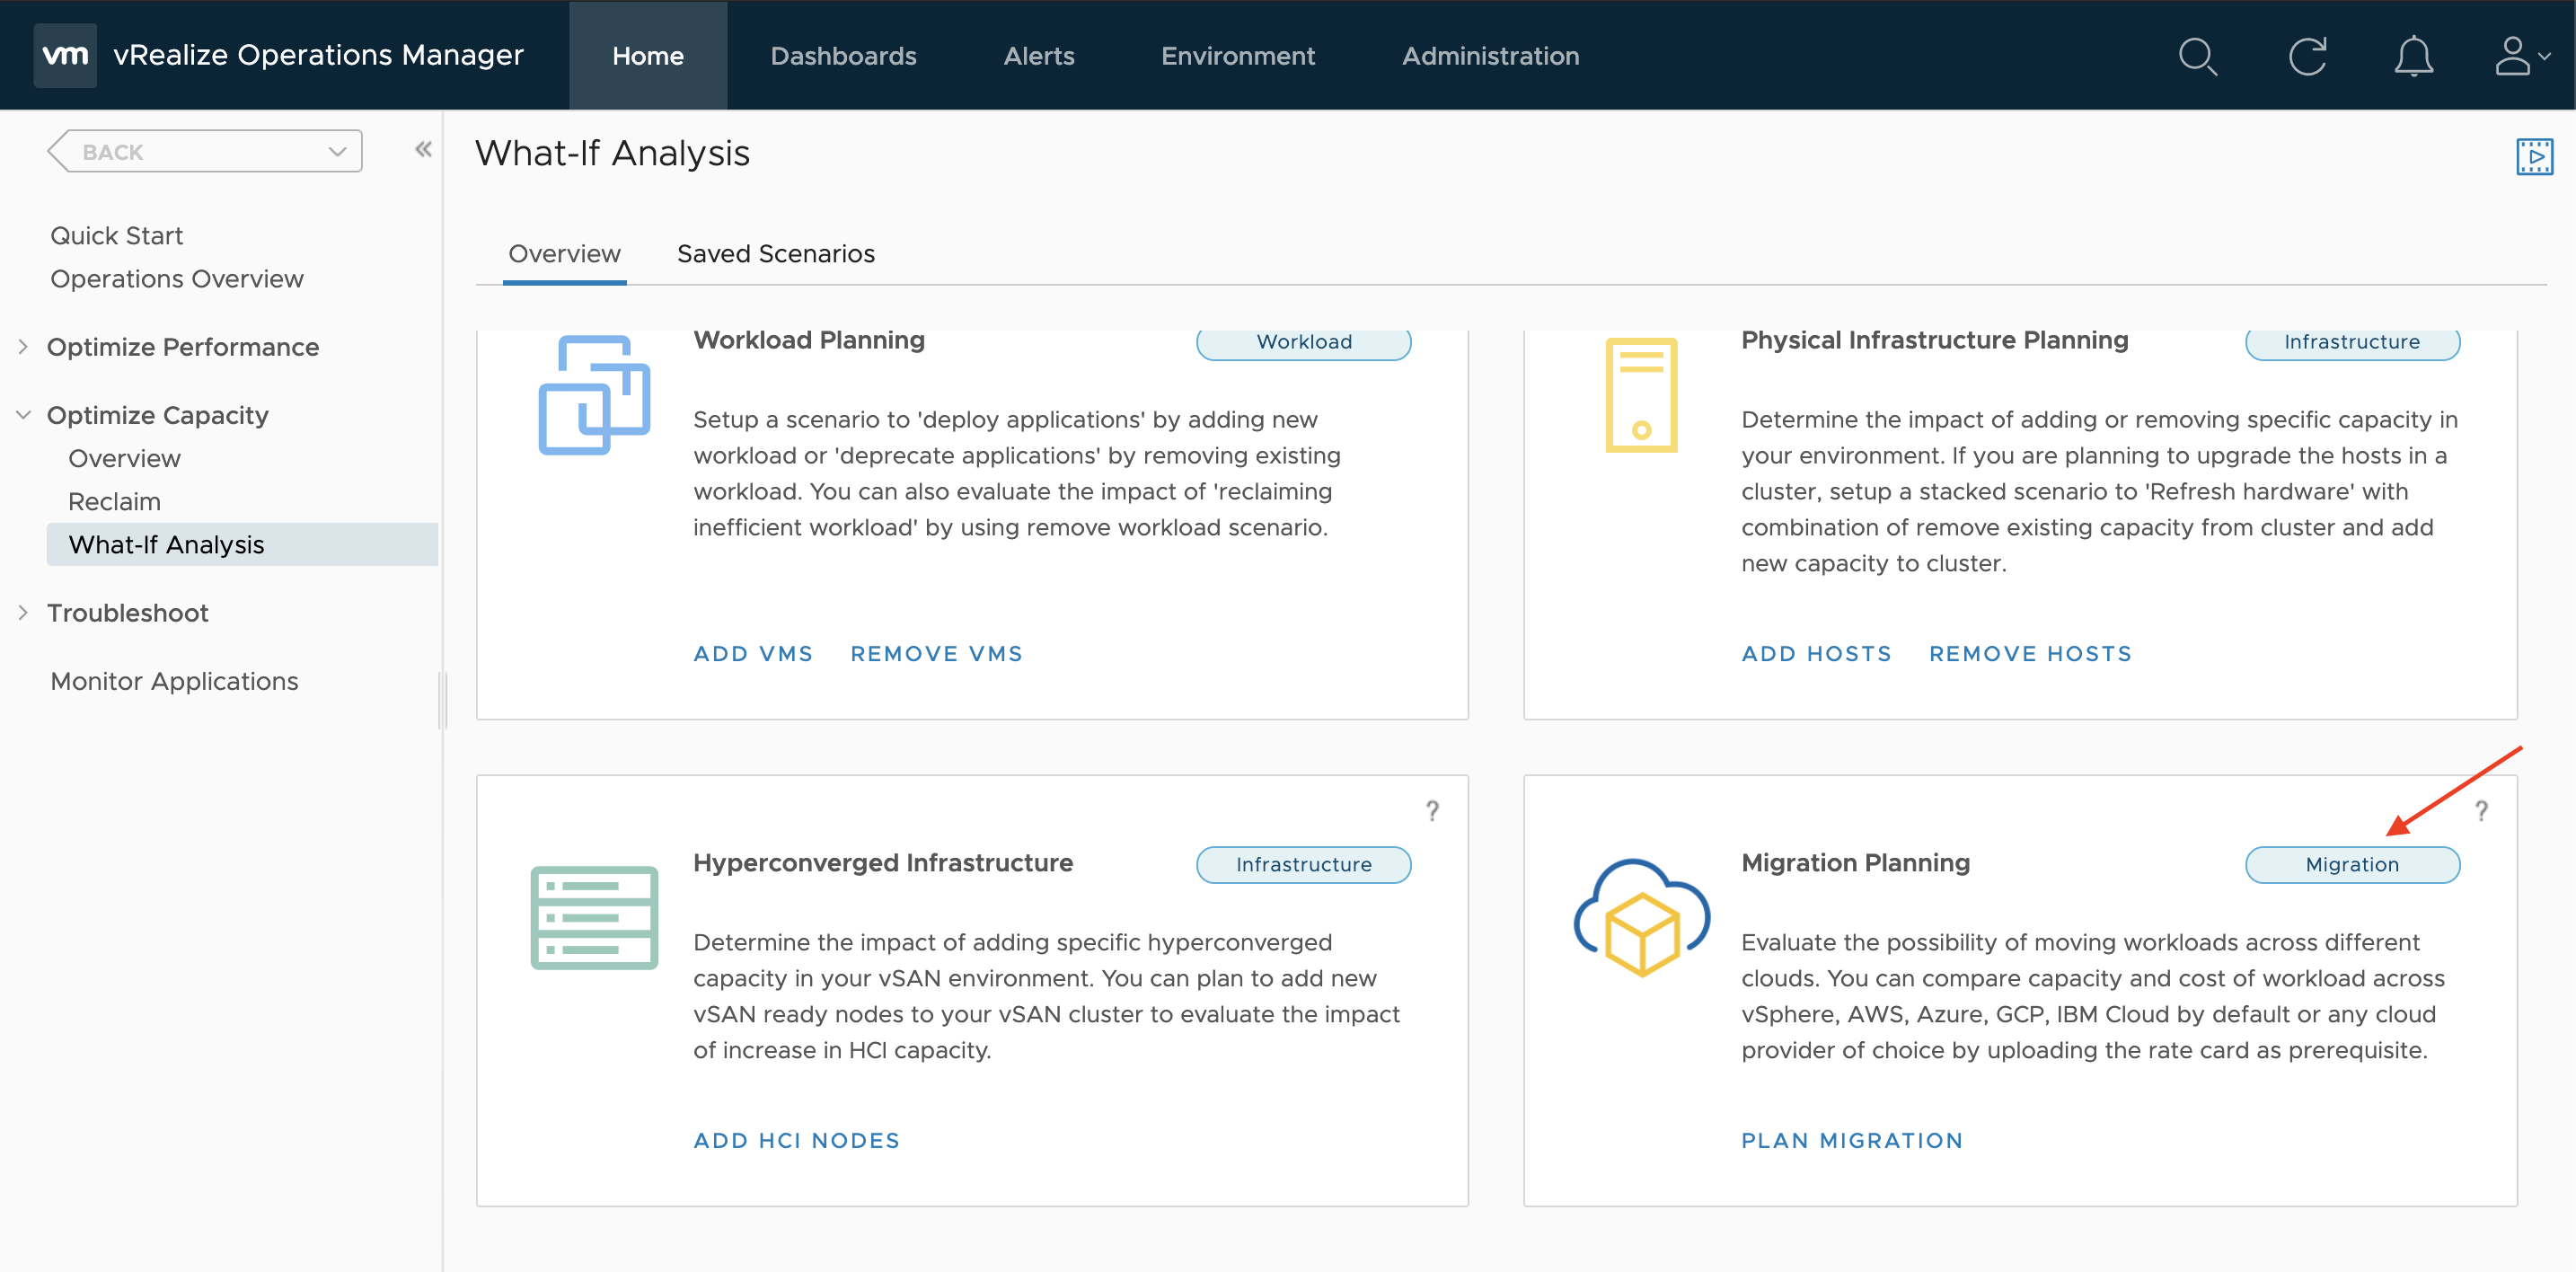 vm vRealize Operations Manager Home Dashboards Alerts Environment Administration
BACK
Quick Start
Operations Overview
Optimize Performance
Optimize Capacity
Overview
Reclaim
What-If Analysis
Troubleshoot
Monitor Applications
What-If Analysis
Overview Saved Scenarios
Workload Planning Workload
Setup a scenario to 'deploy applications' by adding new
workload or 'deprecate applications' by removing existing
workload. You can also evaluate the impact of 'reclaiming
inefficient workload' by using remove workload scenario.
ADD VMS REMOVE VMS
Physical Infrastructure Planning Infrastructure
Determine the impact of adding or removing specific capacity in
your environment. If you are planning to upgrade the hosts in a
cluster, setup a stacked scenario to 'Refresh hardware' with
combination of remove existing capacity from cluster and add
new capacity to cluster.
ADD HOSTS REMOVE HOSTS
?
Hyperconverged Infrastructure Infrastructure
Determine the impact of adding specific hyperconverged
capacity in your vSAN environment. You can plan to add new
vSAN ready nodes to your vSAN cluster to evaluate the impact
of increase in HCI capacity.
ADD HCI NODES
?
Migration Planning Migration
Evaluate the possibility of moving workloads across different
clouds. You can compare capacity and cost of workload across
vSphere, AWS, Azure, GCP, IBM Cloud by default or any cloud
provider of choice by uploading the rate card as prerequisite.
PLAN MIGRATION